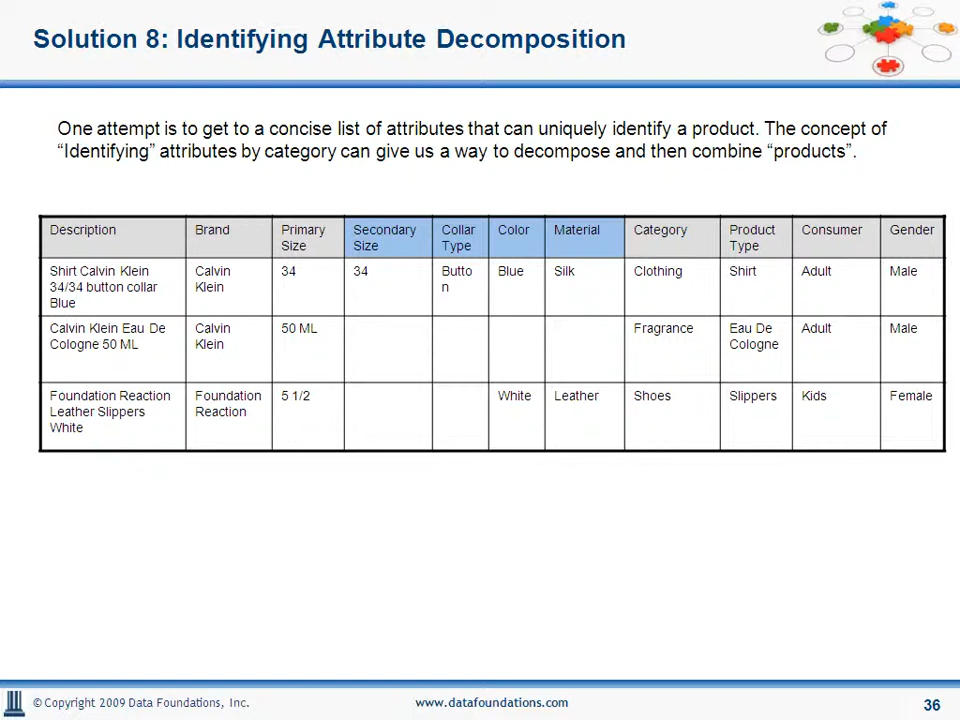 Solution 8: Identifying Attribute Decomposition
One attempt is to get to a concise list of attributes that can uniquely identify a product. The concept of
“Identifying” attributes by category can give us a way to decompose and then combine “products”.
Description Brand Primary Size Secondary Size Collar Type Color Material Category Product Type Consumer Gender
Shirt Calvin Klein 34/34 button collar Blue Calvin Klein 34 34 Button Blue Silk Clothing Shirt Adult Male
Calvin Klein Eau De Cologne 50 ML Calvin Klein 50 ML Fragrance Eau De Cologne Adult Male
Foundation Reaction Leather Slippers White Foundation Reaction 5 1/2 White Leather Shoes Slippers Kids Female
© Copyright 2009 Data Foundations, Inc. www.datafoundations.com 36